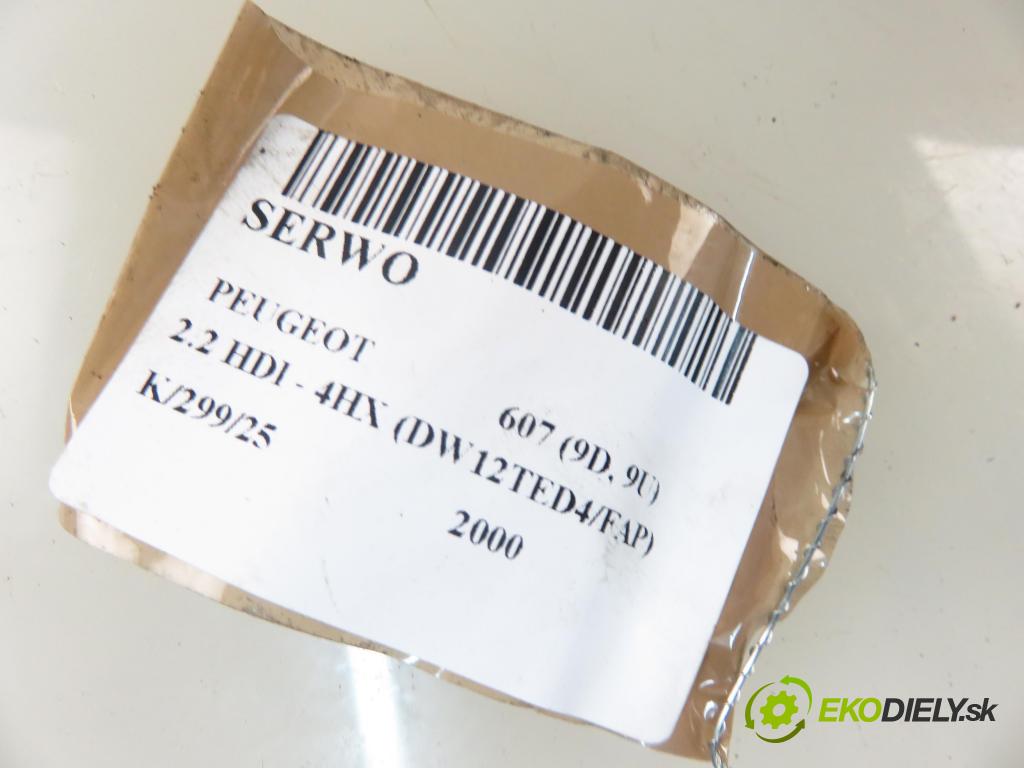 SERWO
PEUGEOT 607 (9D, 9U)
2.2 HDI - 4HX (DW12TED4/FAP)
K/299/25 2000
EKODIELY.sk